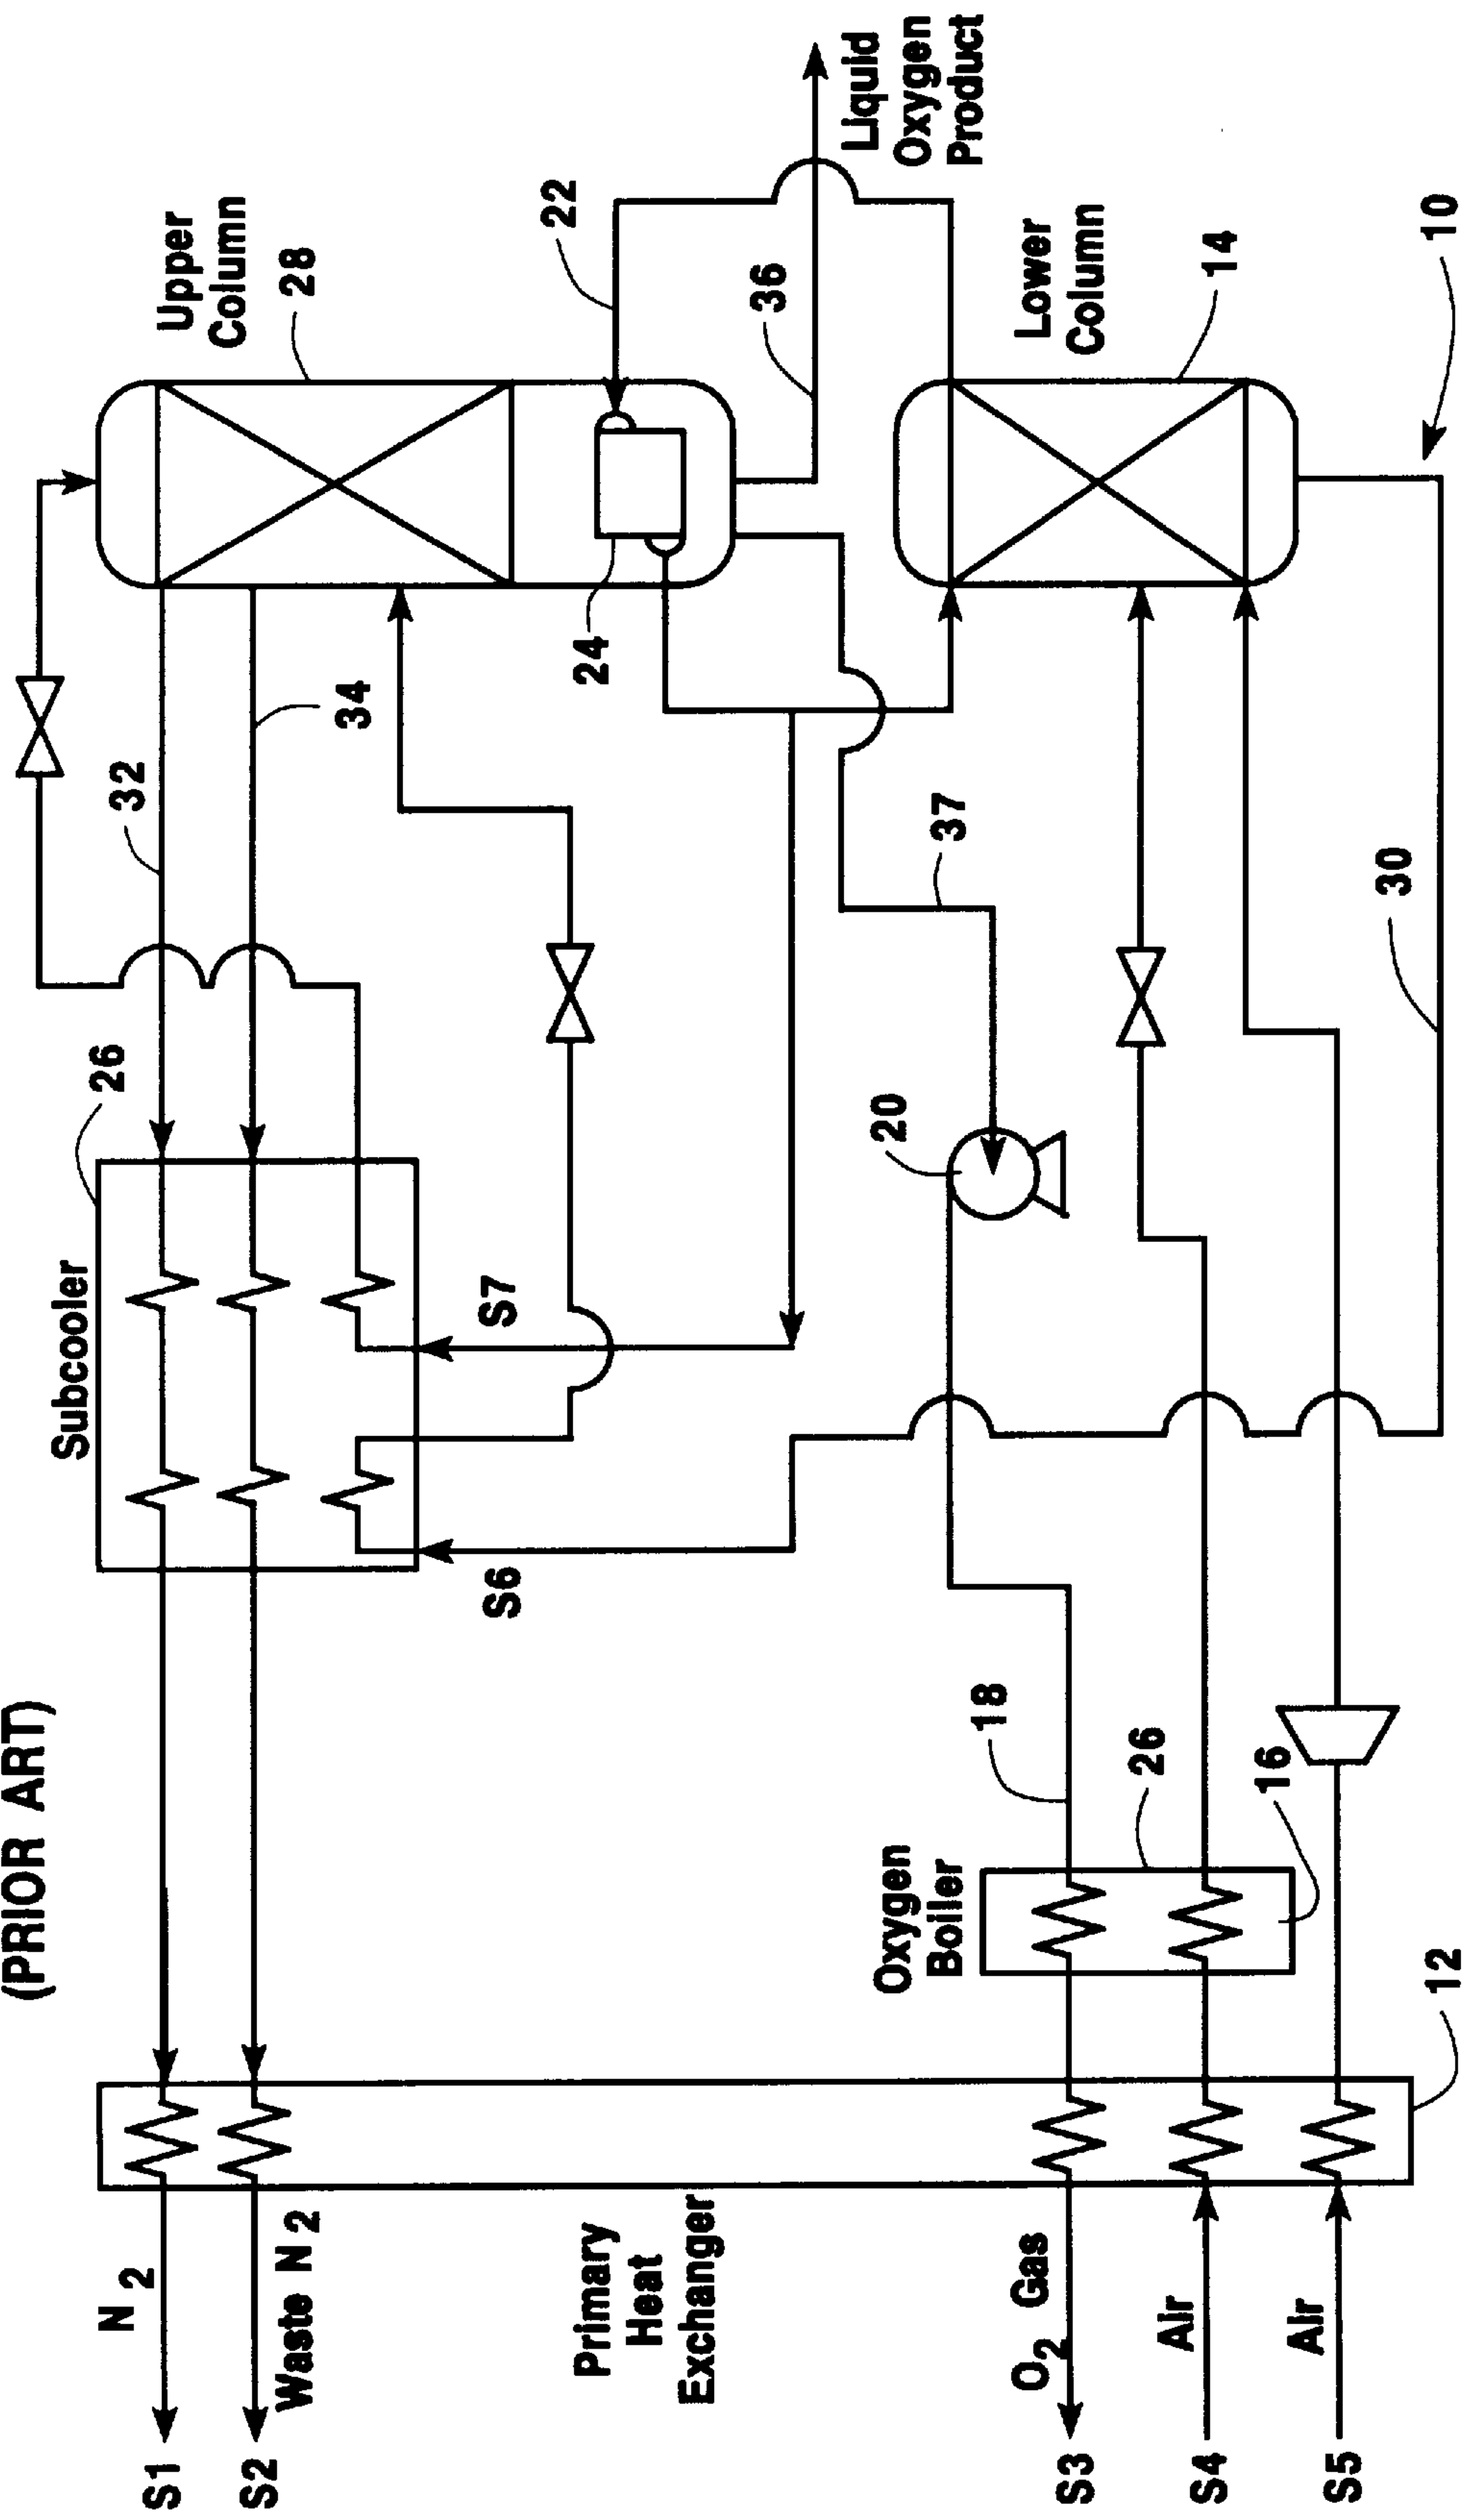 (PRIOR ART)
Upper
Column
28
22
Liquid
Oxygen
Product
36
Lower
Column
14
10
24
34
32
26
Subcooler
37
30
20
S7
S6
18
26
16
Oxygen
Boiler
12
N2
Waste N2
Primary
Heat
Exchanger
O2 Gas
Air
Air
S1
S2
S3
S4
S5